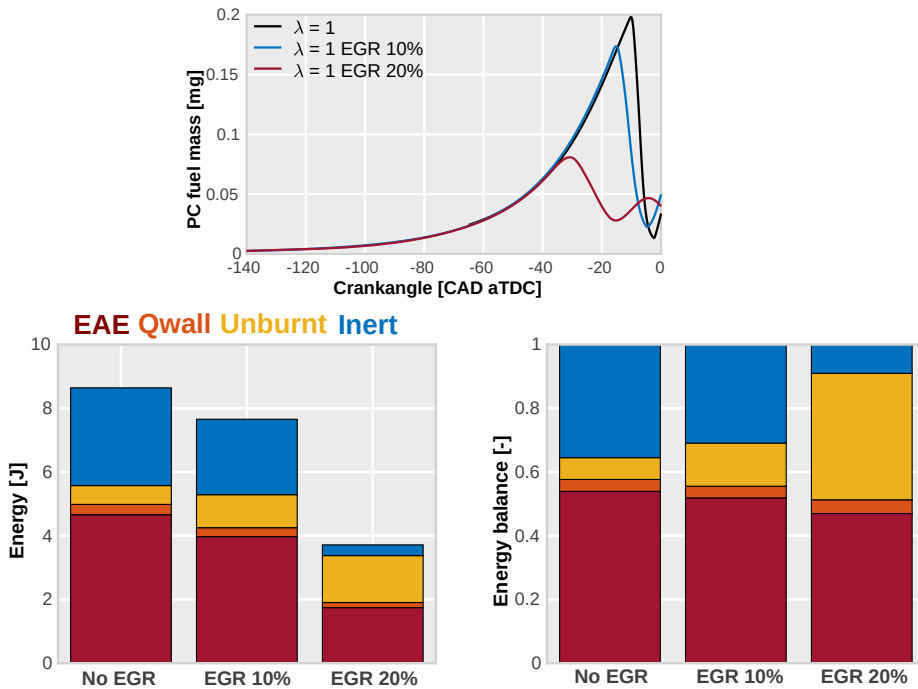 PC fuel mass [mg]
0.2
0.15
0.1
0.05
0
λ = 1
λ = 1 EGR 10%
λ = 1 EGR 20%
-140 -120 -100 -80 -60 -40 -20 0
Crankangle [CAD aTDC]
EAE Qwall Unburnt Inert
Energy [J]
10
8
6
4
2
0
No EGR EGR 10% EGR 20%
Energy balance [-]
1
0.8
0.6
0.4
0.2
0
No EGR EGR 10% EGR 20%